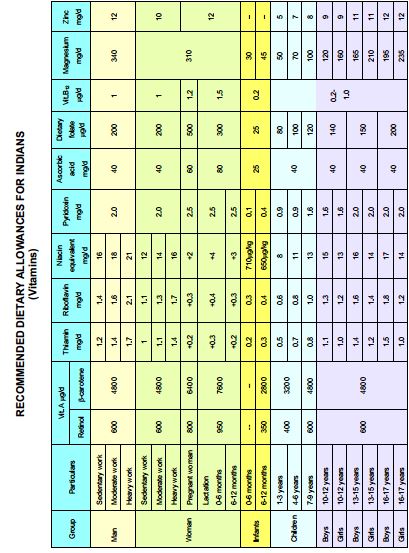 RECOMMENDED DIETARY ALLOWANCES FOR INDIANS
(Vitamins)
Group Particulars Vit.A µg/d Thiamin mg/d Riboflavin mg/d Niacin equivalent mg/d Pyridoxin mg/d Ascorbic acid mg/d Dietary folate µg/d Vit.B12 µg/d Magnesium mg/d Zinc mg/d
Retinol β-carotene
Sedentary work 1.2 1.4 16
Man Moderate work 600 4800 1.4 1.6 18 2.0 40 200 1 340 12
Heavy work 1.7 2.1 21
Sedentary work 1 1.1 12
Moderate work 600 4800 1.1 1.3 14 2.0 40 200 1 10
Heavy work 1.4 1.7 16
Woman Pregnant woman 800 6400 +0.2 +0.3 +2 2.5 60 500 1.2 310
Lactation
0-6 months 950 7600 +0.3 +0.4 +4 2.5 80 300 1.5 12
6-12 months +0.2 +0.3 +3 2.5
Infants 0-6 months -- -- 0.2 0.3 710µg/kg 0.1 25 25 0.2 30 --
6-12 months 350 2800 0.3 0.4 650µg/kg 0.4 45 --
Children 1-3 years 400 3200 0.5 0.6 8 0.9 40 80 50 5
4-6 years 0.7 0.8 11 0.9 100 70 7
7-9 years 600 4800 0.8 1.0 13 1.6 120 100 8
Boys 10-12 years 600 4800 1.1 1.3 15 1.6 40 140 0.2-1.0 120 9
Girls 10-12 years 1.0 1.2 13 1.6 160 9
Boys 13-15 years 1.4 1.6 16 2.0 40 150 165 11
Girls 13-15 years 1.2 1.4 14 2.0 210 11
Boys 16-17 years 1.5 1.8 17 2.0 40 200 195 12
Girls 16-17 years 1.0 1.2 14 2.0 235 12